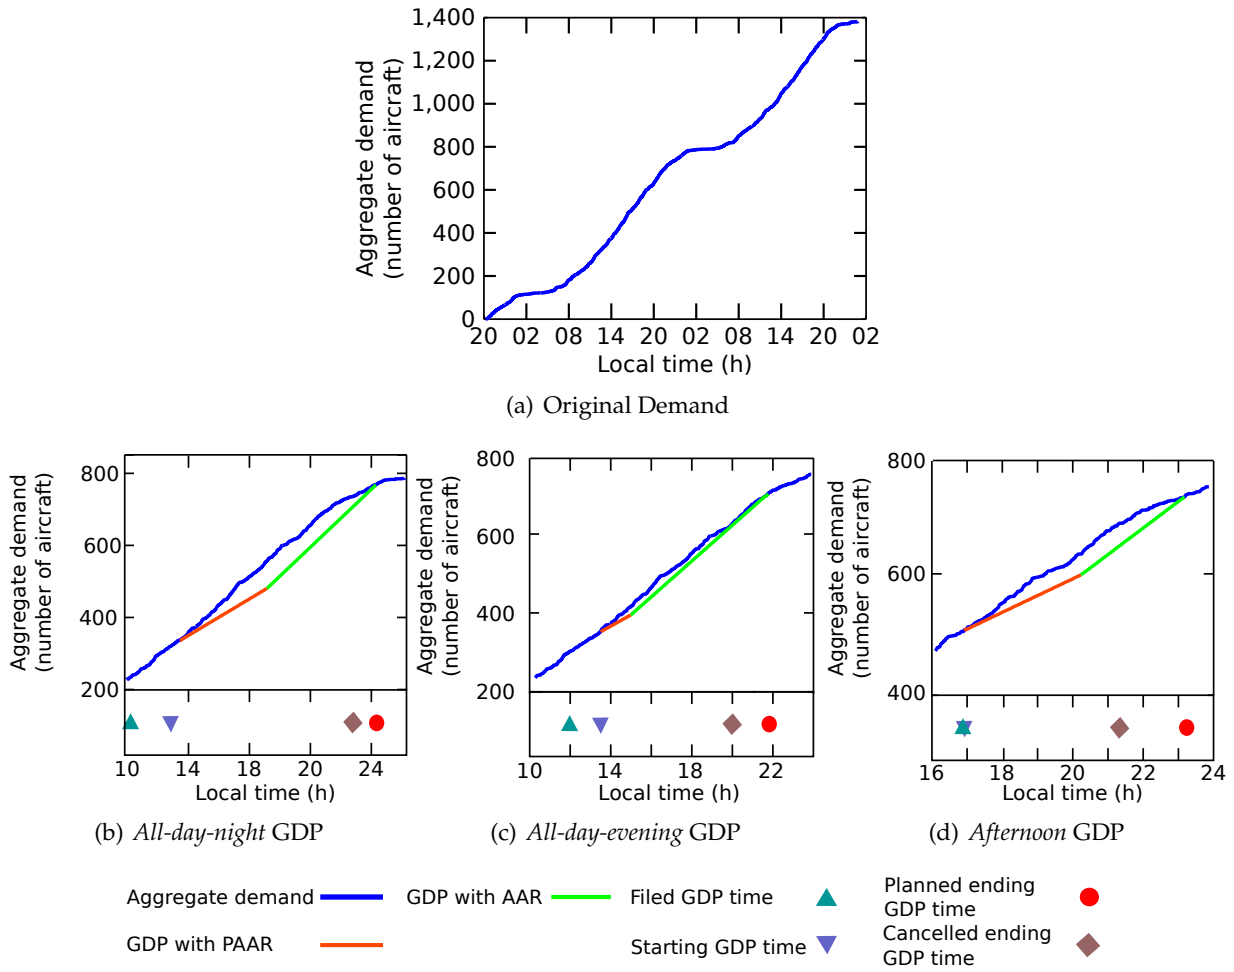 Aggregate demand
(number of aircraft)
1,400
1,200
1,000
800
600
400
200
0
20 02 08 14 20 02 08 14 20 02
Local time (h)
(a) Original Demand
Aggregate demand
(number of aircraft)
800
600
400
200
10 14 18 20 24
Local time (h)
(b) All-day-night GDP
Aggregate demand
(number of aircraft)
800
600
400
200
10 14 18 22
Local time (h)
(c) All-day-evening GDP
Aggregate demand
(number of aircraft)
800
600
400
16 18 20 22 24
Local time (h)
(d) Afternoon GDP
Aggregate demand
GDP with AAR
Filed GDP time
Planned ending
GDP time
GDP with PAAR
Starting GDP time
Cancelled ending
GDP time